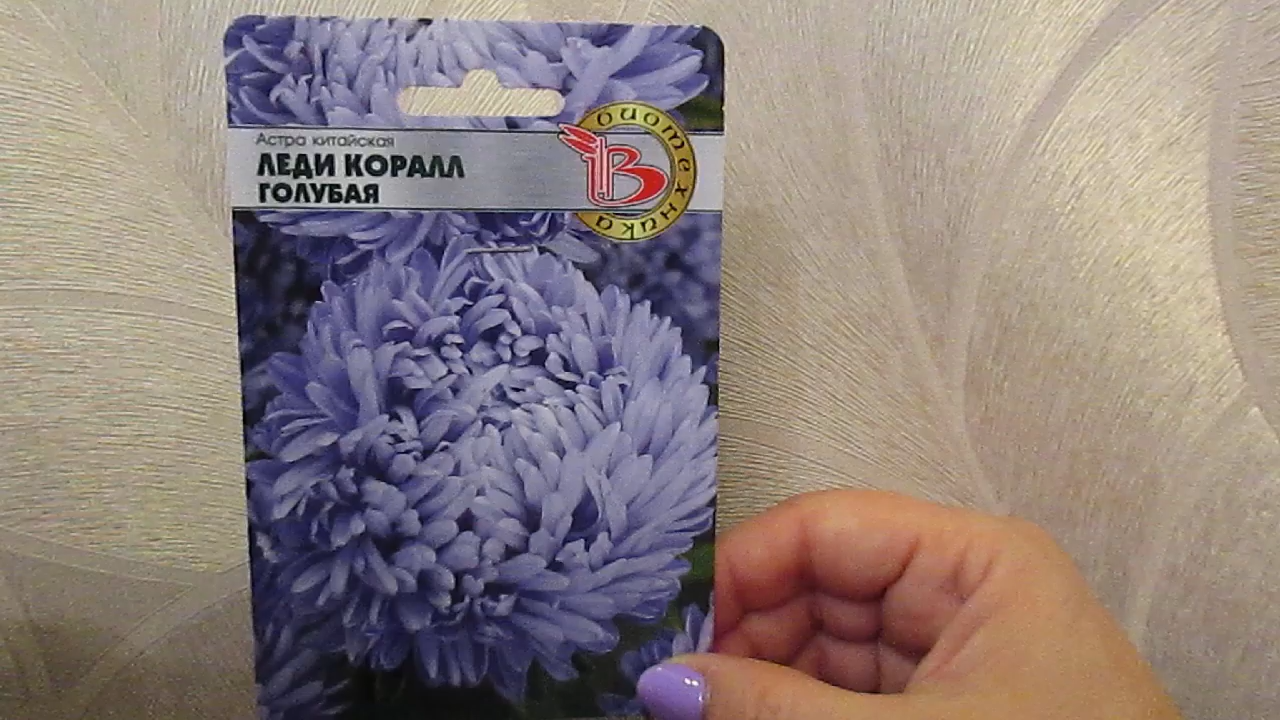 Астра китайская
ЛЕДИ КОРАЛЛ
ГОЛУБАЯ
биотехника
B